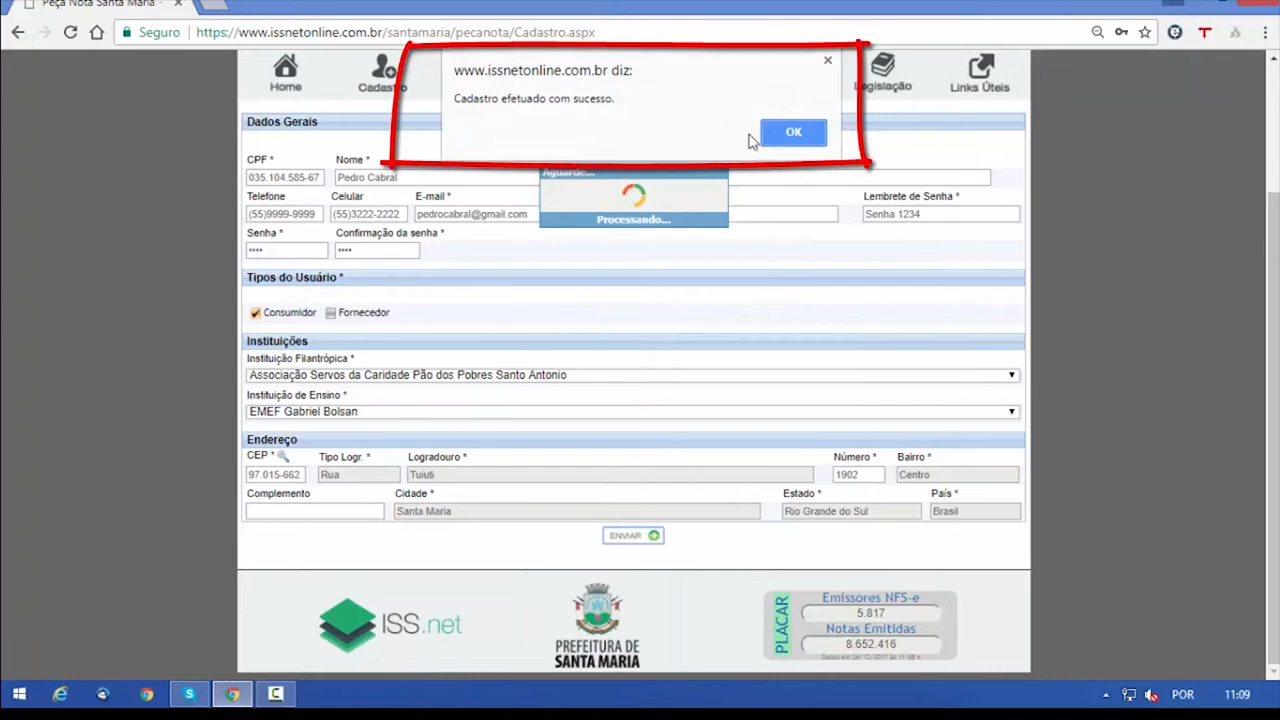 Peça Nota Santa Maria -
Seguro
https://www.issnetonline.com.br/santamaria/pecanota/Cadastro.aspx
Home
Cadastro
Legislação
Links Úteis
www.issnetonline.com.br diz:
Cadastro efetuado com sucesso.
OK
Dados Gerais
CPF *
Nome *
035.104.585-67
Pedro Cabral
Aguarde...
Processando...
Telefone
Celular
E-mail *
Lembrete de Senha *
(55)9999-9999
(55)3222-2222
pedrocabral@gmail.com
Senha 1234
Senha *
Confirmação da senha *
****
****
Tipos do Usuário *
Consumidor
Fornecedor
Instituições
Instituição Filantrópica *
Associação Servos da Caridade Pão dos Pobres Santo Antonio
Instituição de Ensino *
EMEF Gabriel Bolsan
Endereço
CEP *
Tipo Logr. *
Logradouro *
Número *
Bairro *
97.015-662
Rua
Tuiuti
1902
Centro
Complemento
Cidade *
Estado *
País *
Santa Maria
Rio Grande do Sul
Brasil
ENVIAR
ISS.net
PREFEITURA DE
SANTA MARIA
PLACAR
Emissores NFS-e
5.817
Notas Emitidas
8.652.416
POR
11:09